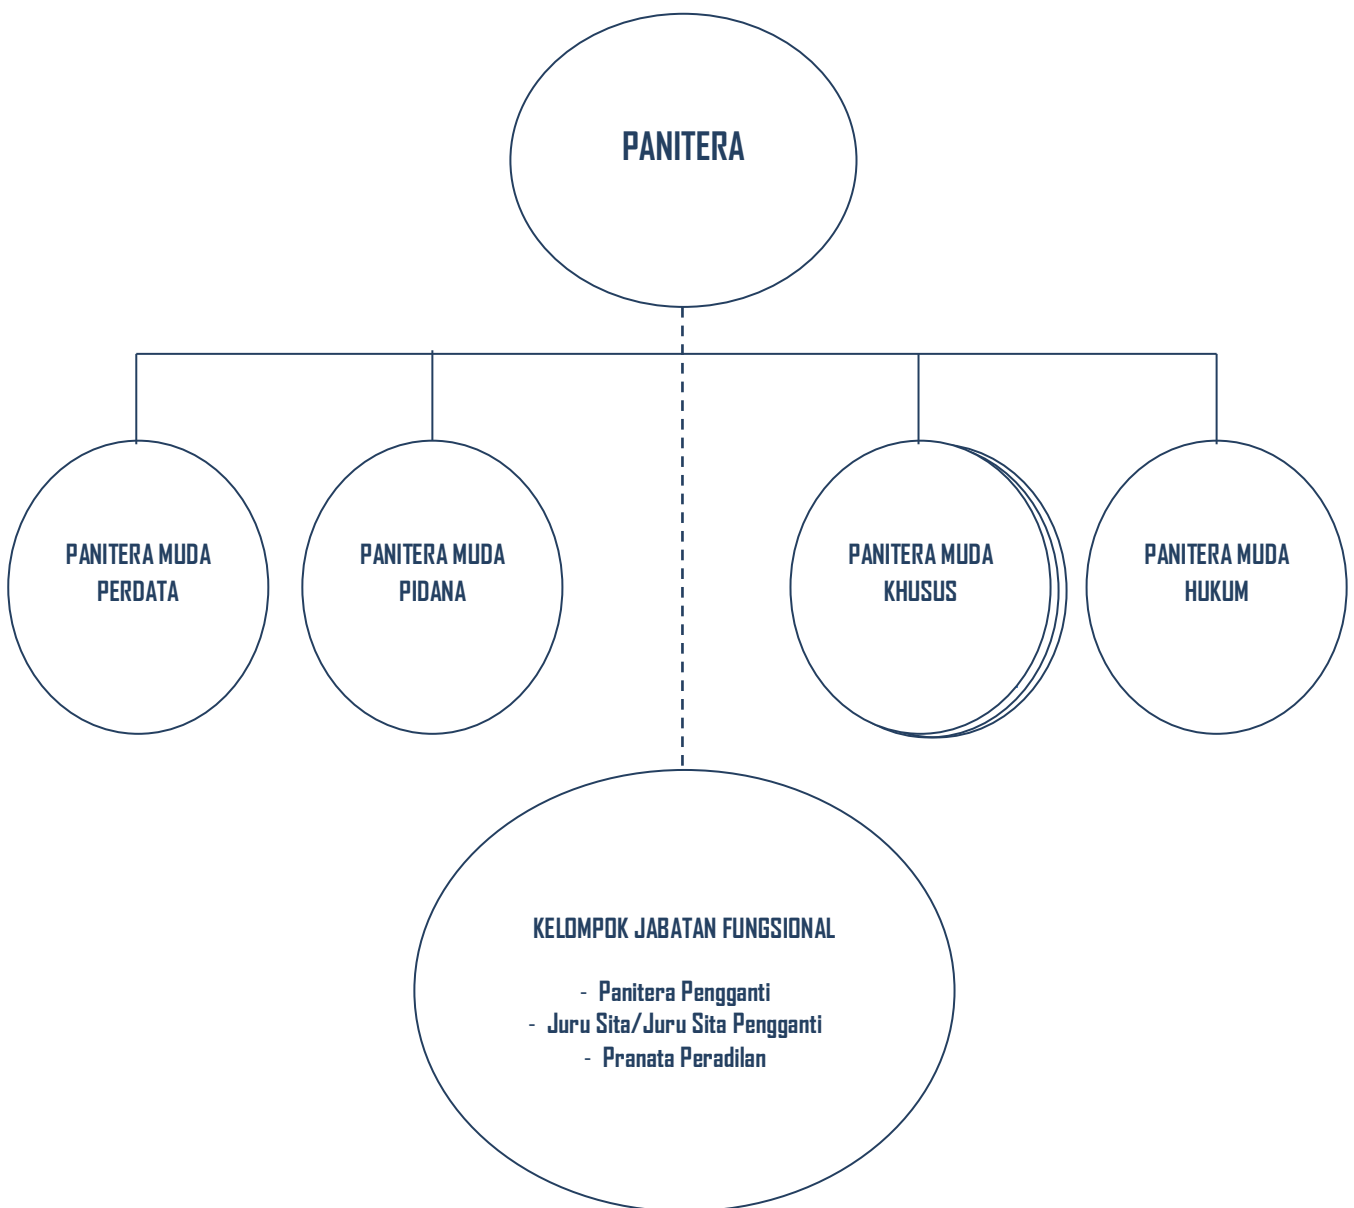 PANITERA
PANITERA MUDA
PERDATA
PANITERA MUDA
PIDANA
PANITERA MUDA
KHUSUS
PANITERA MUDA
HUKUM
KELOMPOK JABATAN FUNGSIONAL
- Panitera Pengganti
- Juru Sita/Juru Sita Pengganti
- Pranata Peradilan